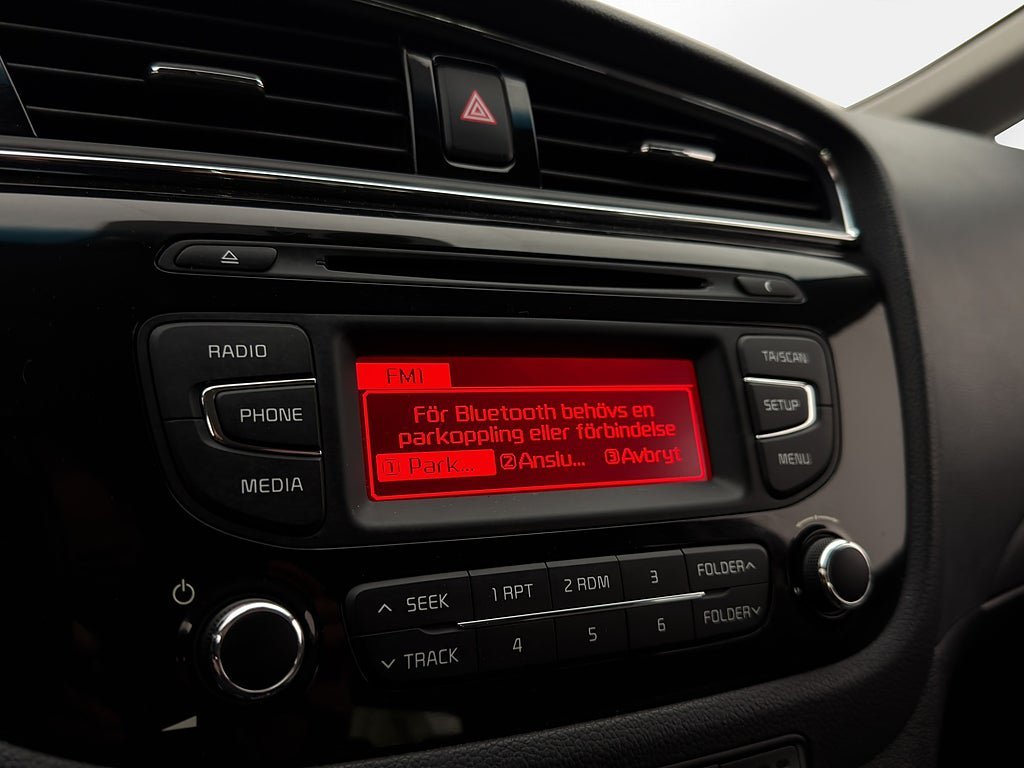 RADIO
PHONE
MEDIA
FM1
För Bluetooth behövs en
parkoppling eller förbindelse
1 Park... 2 Anslu... 3 Avbryt
TA/SCAN
SETUP
MENU
SEEK
TRACK
1 RPT
2 RDM
3
FOLDER
4
5
6
FOLDER